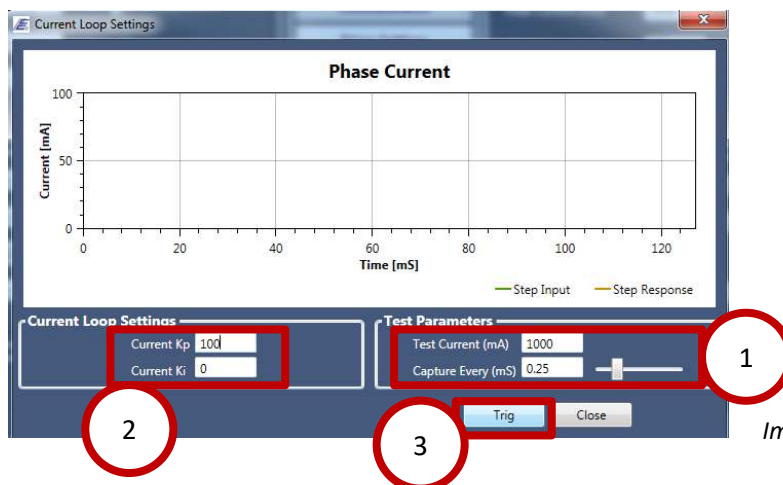 Current Loop Settings
Phase Current
100
50
0
Current [mA]
0 20 40 60 80 100 120
Time [mS]
Step Input Step Response
Current Loop Settings
Current Kp 100
Current Ki 0
Test Parameters
Test Current (mA) 1000
Capture Every (mS) 0.25
Trig Close
1
2
3
Im